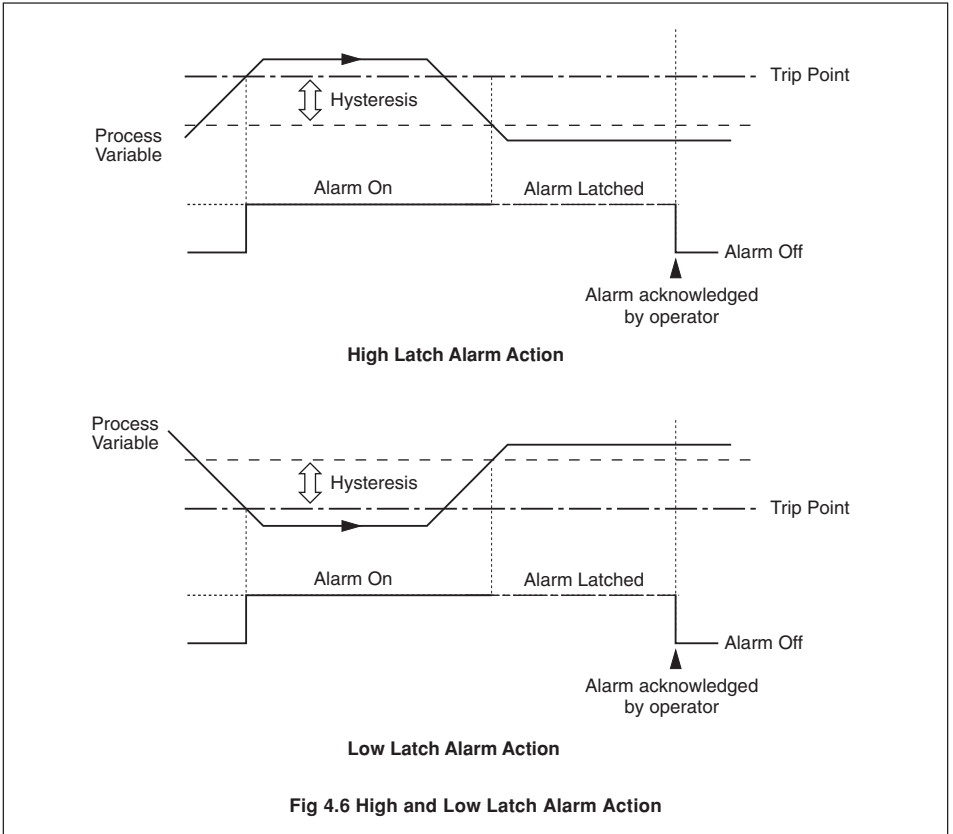 Trip Point
Hysteresis
Process
Variable
Alarm On
Alarm Latched
Alarm Off
Alarm acknowledged
by operator
High Latch Alarm Action
Process
Variable
Hysteresis
Trip Point
Alarm On
Alarm Latched
Alarm Off
Alarm acknowledged
by operator
Low Latch Alarm Action
Fig 4.6 High and Low Latch Alarm Action